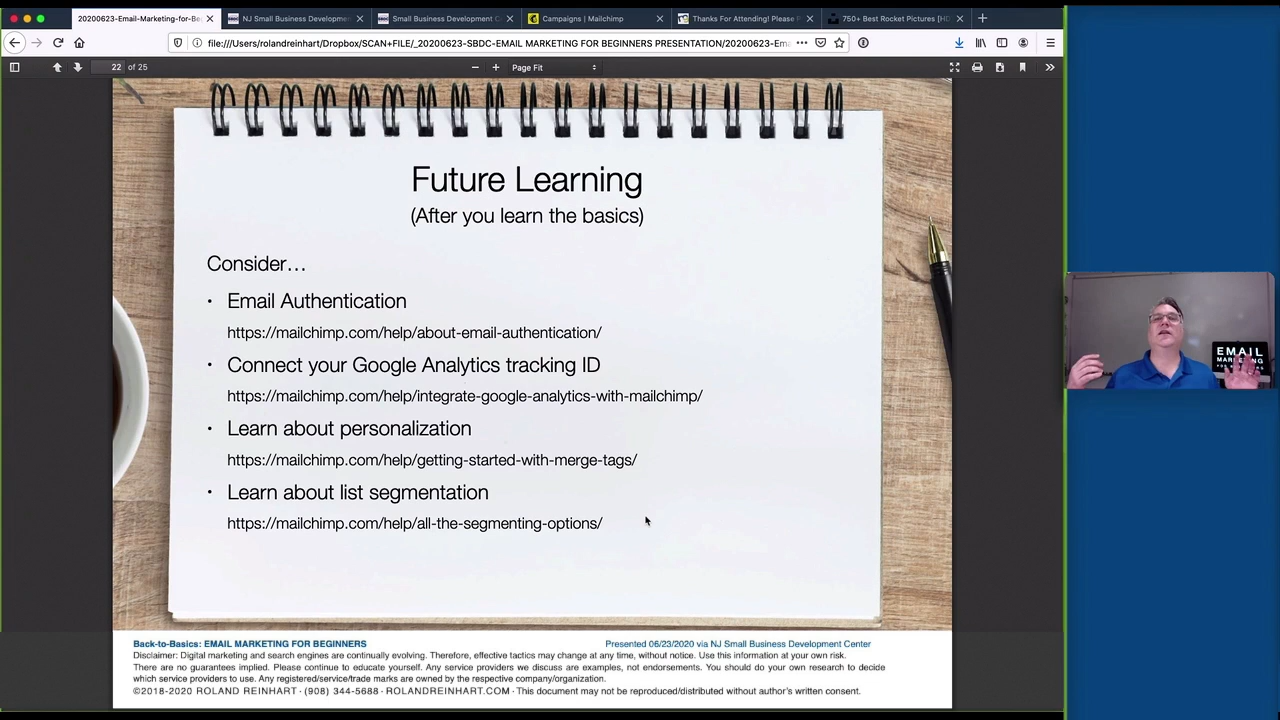 20200623-Email-Marketing-for-Be
NJ Small Business Developmen
Small Business Development C
Campaigns | Mailchimp
Thanks For Attending! Please F
750+ Best Rocket Pictures [HD
file:///Users/rolandreinhart/Dropbox/SCAN+FILE/_20200623-SBDC-EMAIL MARKETING FOR BEGINNERS PRESENTATION/20200623-Ema
22 of 25
Page Fit
Future Learning
(After you learn the basics)
Consider…
• Email Authentication
https://mailchimp.com/help/about-email-authentication/
• Connect your Google Analytics tracking ID
https://mailchimp.com/help/integrate-google-analytics-with-mailchimp/
• Learn about personalization
https://mailchimp.com/help/getting-started-with-merge-tags/
• Learn about list segmentation
https://mailchimp.com/help/all-the-segmenting-options/
EMAIL
MARKETING
Back-to-Basics: EMAIL MARKETING FOR BEGINNERS
Presented 06/23/2020 via NJ Small Business Development Center
Disclaimer: Digital marketing and search engines are continually evolving. Therefore, effective tactics may change at any time, without notice. Use this information at your own risk.
There are no guarantees implied. Please continue to educate yourself. Any service providers we discuss are examples, not endorsements. You should do your own research to decide
which service providers to use. Any registered/service/trade marks are owned by the respective company/organization.
©2018-2020 ROLAND REINHART · (908) 344-5688 · ROLANDREINHART.COM · This document may not be reproduced/distributed without author's written consent.